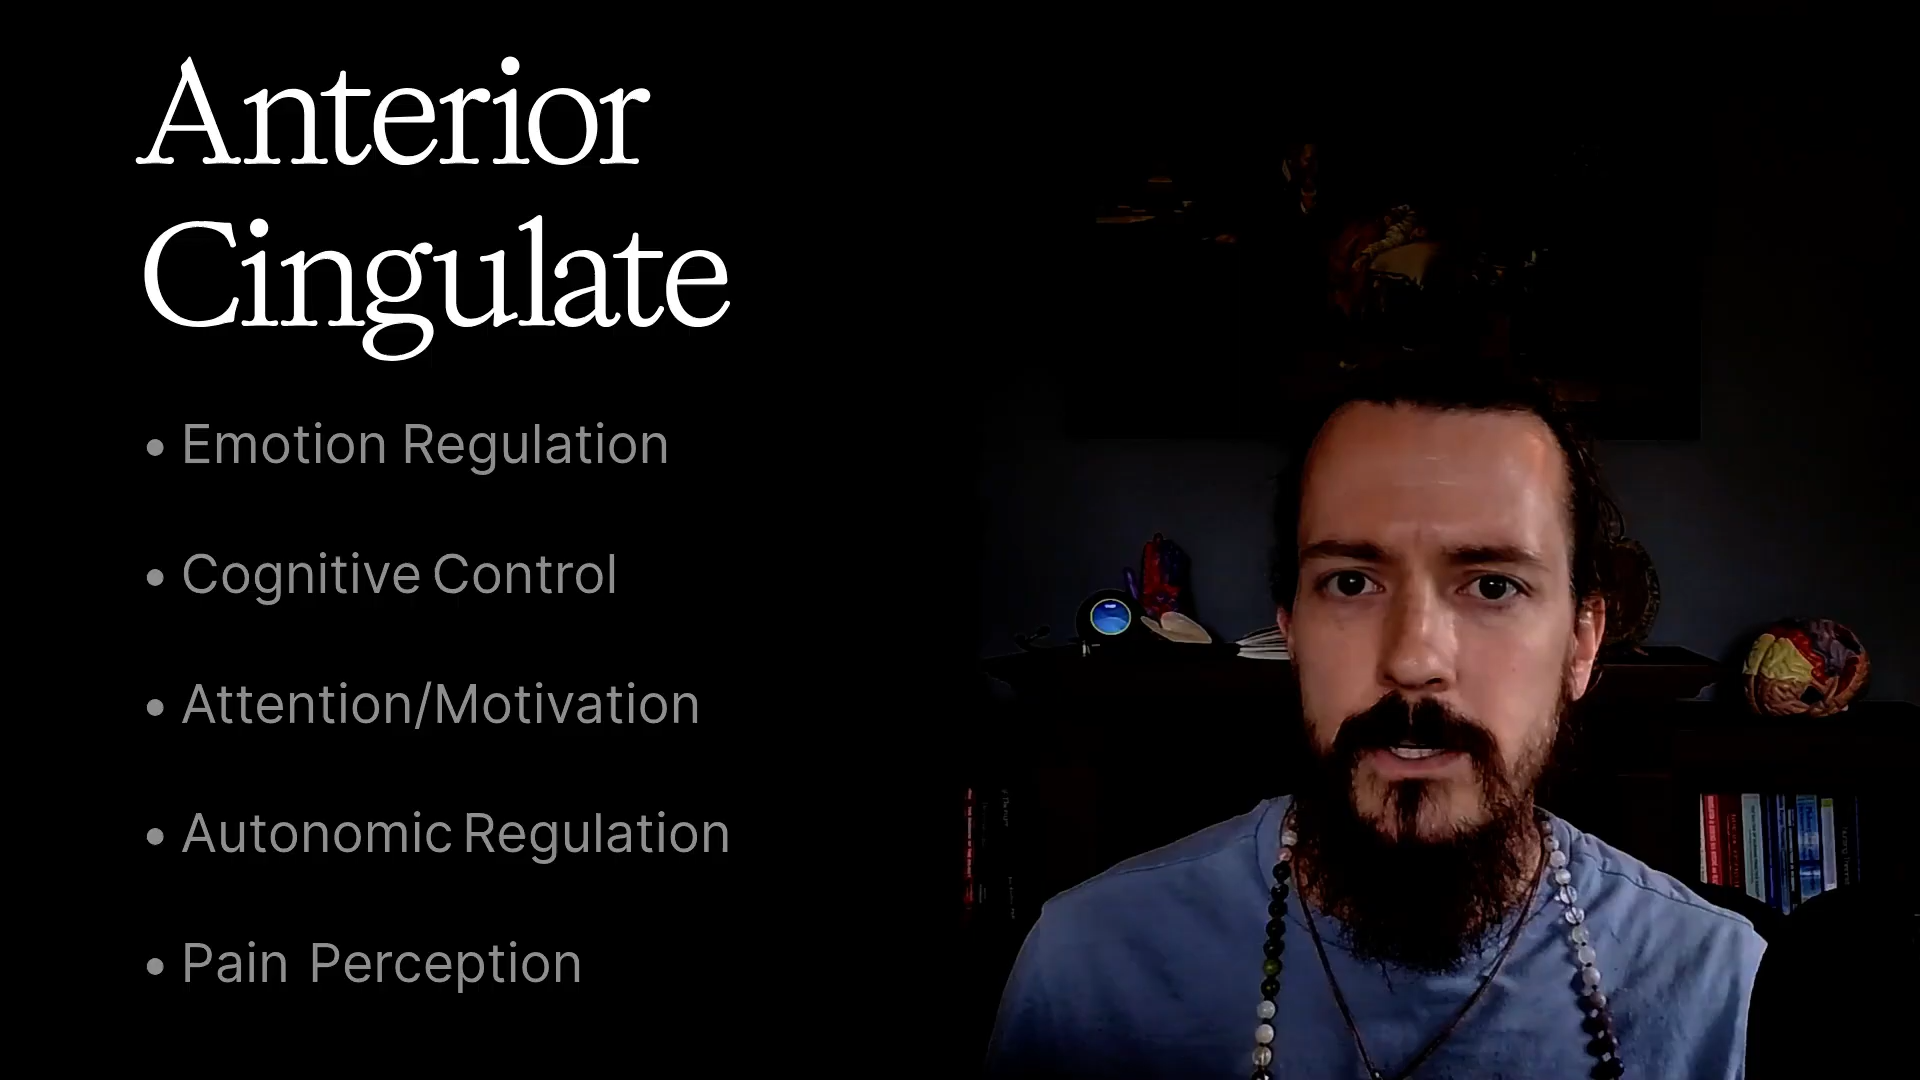 Anterior
Cingulate
• Emotion Regulation
• Cognitive Control
• Attention/Motivation
• Autonomic Regulation
• Pain Perception